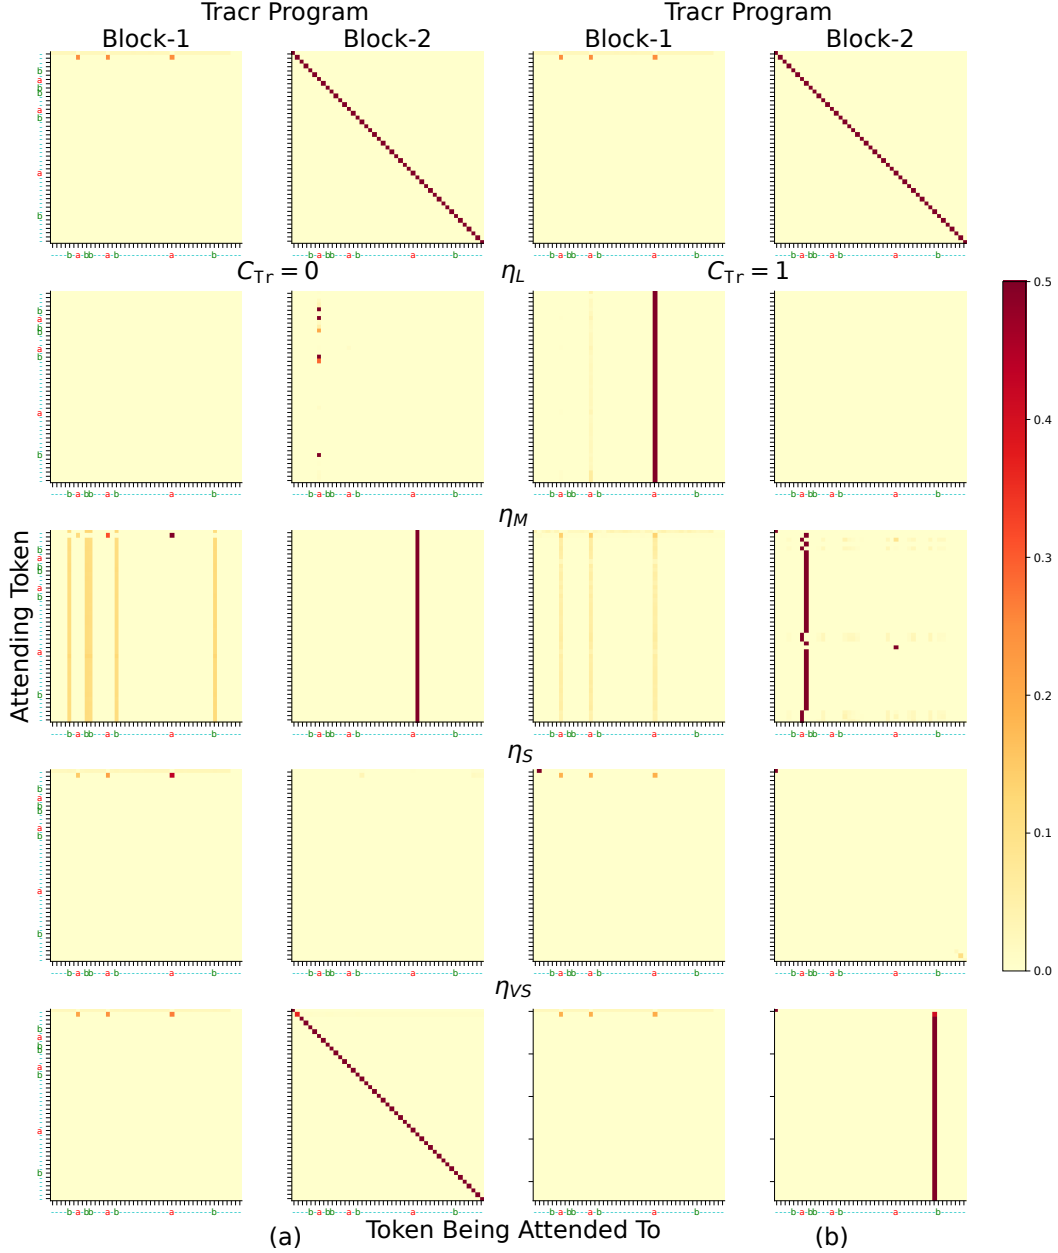 Tracr Program Tracr Program
Block-1 Block-2 Block-1 Block-2
C_Tr = 0 η_L C_Tr = 1
η_M
η_S
η_VS
Attending Token
Token Being Attended To
(a) (b)
0.5
0.4
0.3
0.2
0.1
0.0